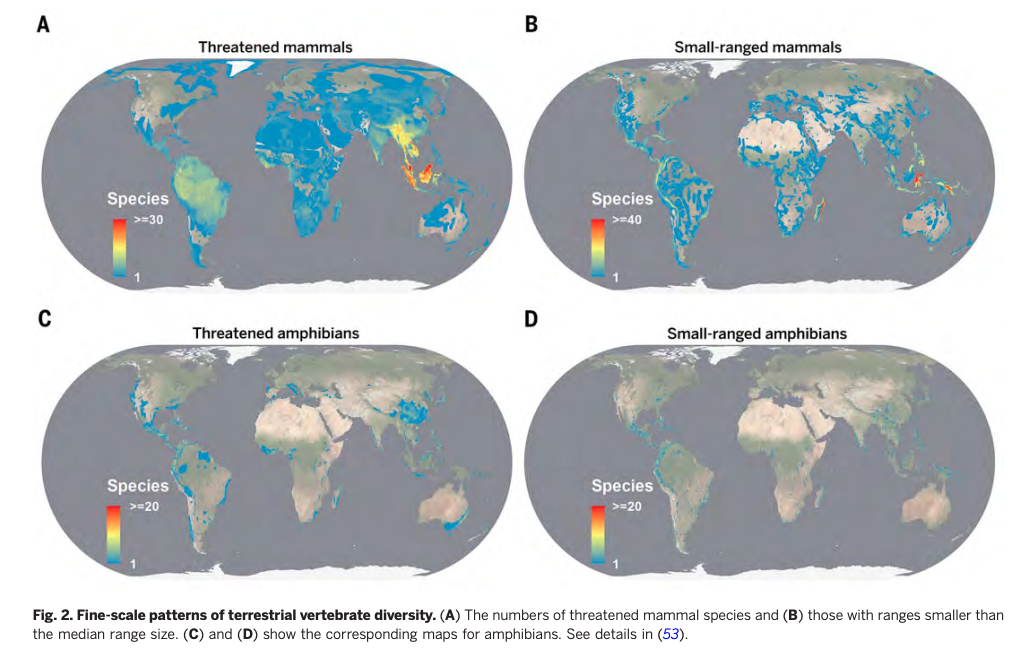 A
Threatened mammals
Species
>=30
1
B
Small-ranged mammals
Species
>=40
1
C
Threatened amphibians
Species
>=20
1
D
Small-ranged amphibians
Species
>=20
1
Fig. 2. Fine-scale patterns of terrestrial vertebrate diversity. (A) The numbers of threatened mammal species and (B) those with ranges smaller than
the median range size. (C) and (D) show the corresponding maps for amphibians. See details in (53).